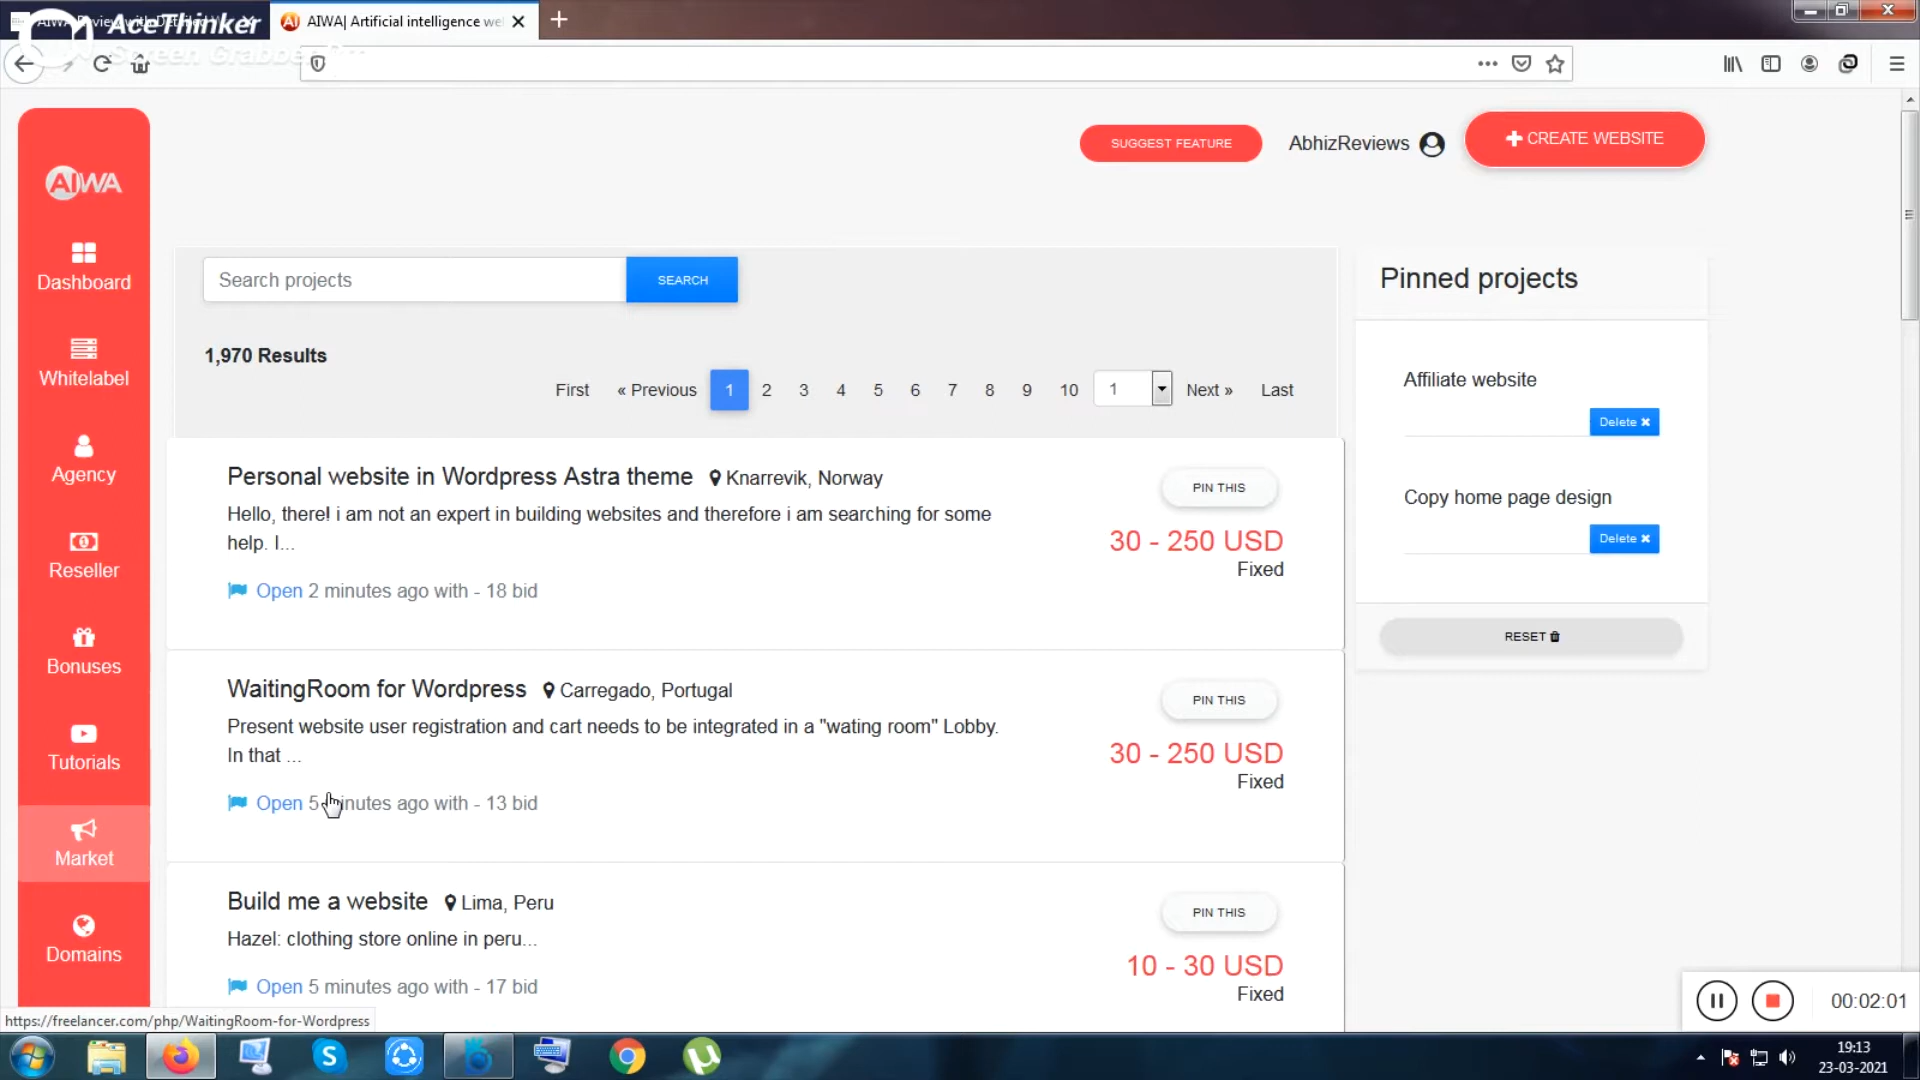 AceThinker
Screen Grabber Pro
AIWA| Artificial intelligence we
AIWA
Dashboard
Whitelabel
Agency
Reseller
Bonuses
Tutorials
Market
Domains
SUGGEST FEATURE
AbhizReviews
CREATE WEBSITE
Search projects
SEARCH
1,970 Results
First « Previous 1 2 3 4 5 6 7 8 9 10 1 Next » Last
Personal website in Wordpress Astra theme Knarrevik, Norway
Hello, there! i am not an expert in building websites and therefore i am searching for some
help. I...
Open 2 minutes ago with - 18 bid
PIN THIS
30 - 250 USD
Fixed
WaitingRoom for Wordpress Carregado, Portugal
Present website user registration and cart needs to be integrated in a "wating room" Lobby.
In that ...
Open 5 minutes ago with - 13 bid
PIN THIS
30 - 250 USD
Fixed
Build me a website Lima, Peru
Hazel: clothing store online in peru...
Open 5 minutes ago with - 17 bid
PIN THIS
10 - 30 USD
Fixed
Pinned projects
Affiliate website
Delete
Copy home page design
Delete
RESET
https://freelancer.com/php/WaitingRoom-for-Wordpress
00:02:01
19:13
23-03-2021